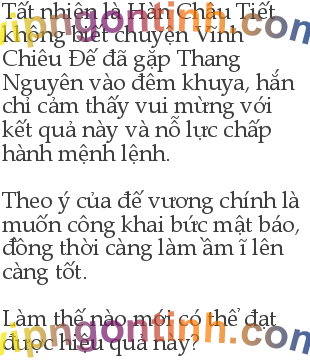 Tất nhiên là Hàn Châu Tiết
không biết chuyện Vĩnh
Chiêu Đế đã gặp Thang
Nguyên vào đêm khuya, hắn
chỉ cảm thấy vui mừng với
kết quả này và nỗ lực chấp
hành mệnh lệnh.
Theo ý của đế vương chính là
muốn công khai bức mật báo,
đồng thời càng làm ầm ĩ lên
càng tốt.
Làm thế nào mới có thể đạt
được hiệu quả này?
vipngontinh.com
vipngontinh.com